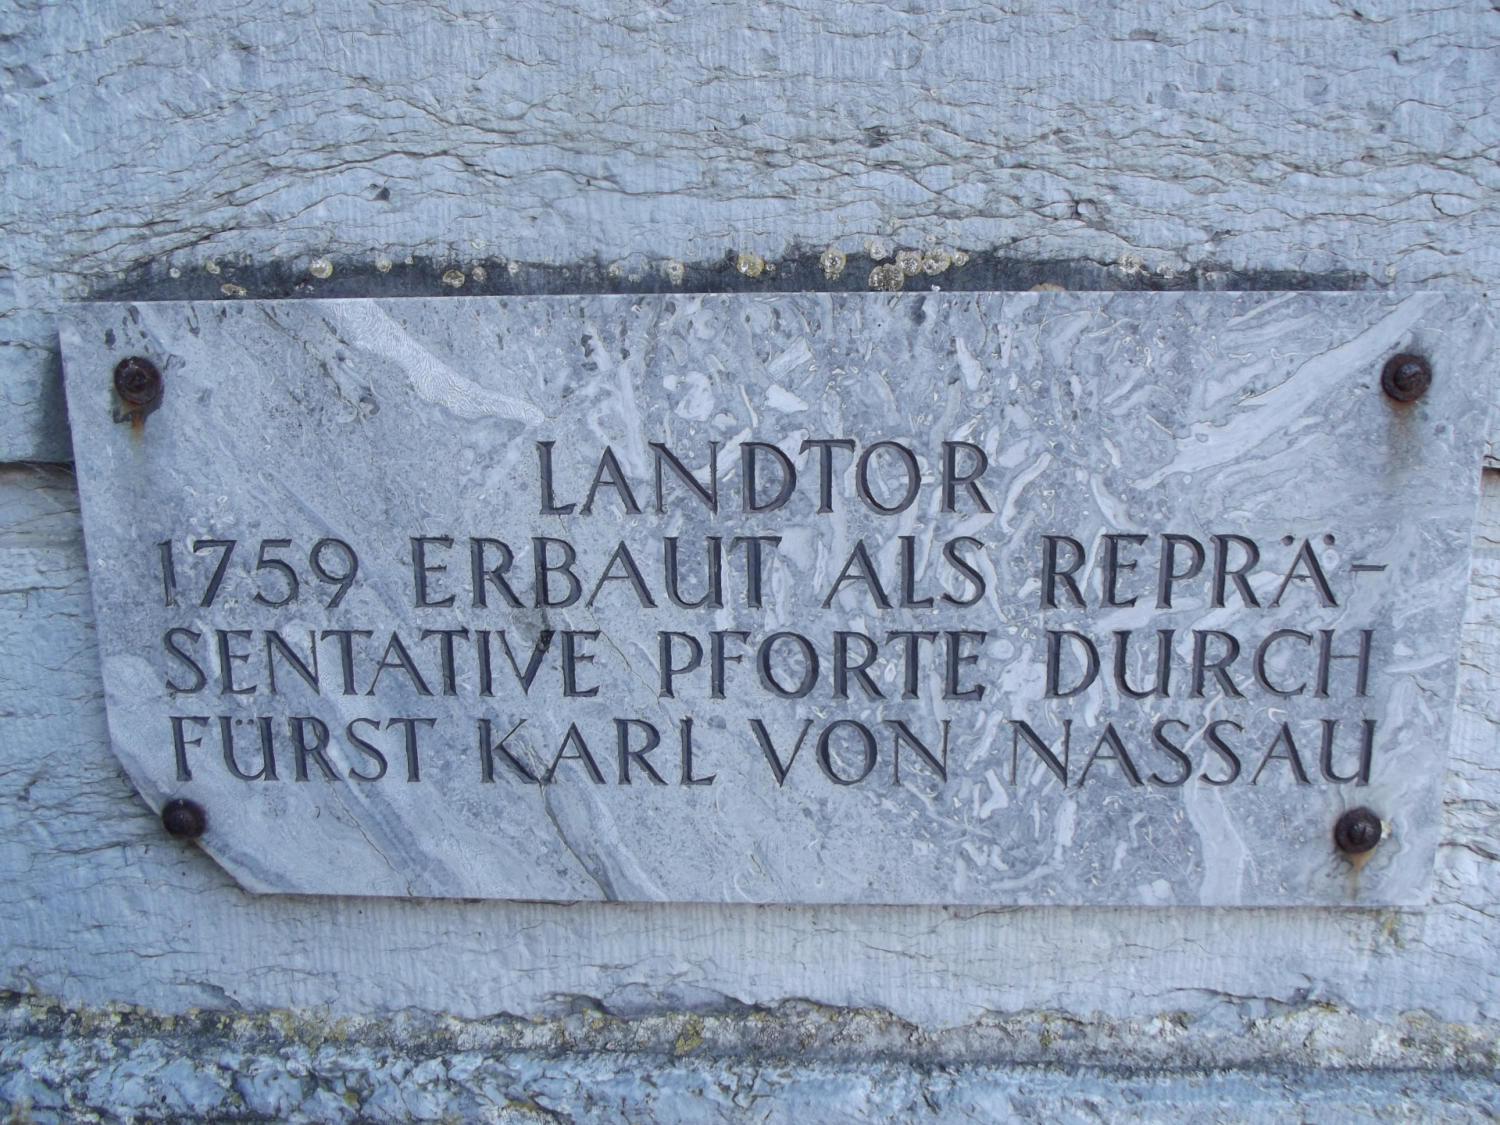 LANDTOR
1759 ERBAUT ALS REPRÄ-
SENTATIVE PFORTE DURCH
FÜRST KARL VON NASSAU